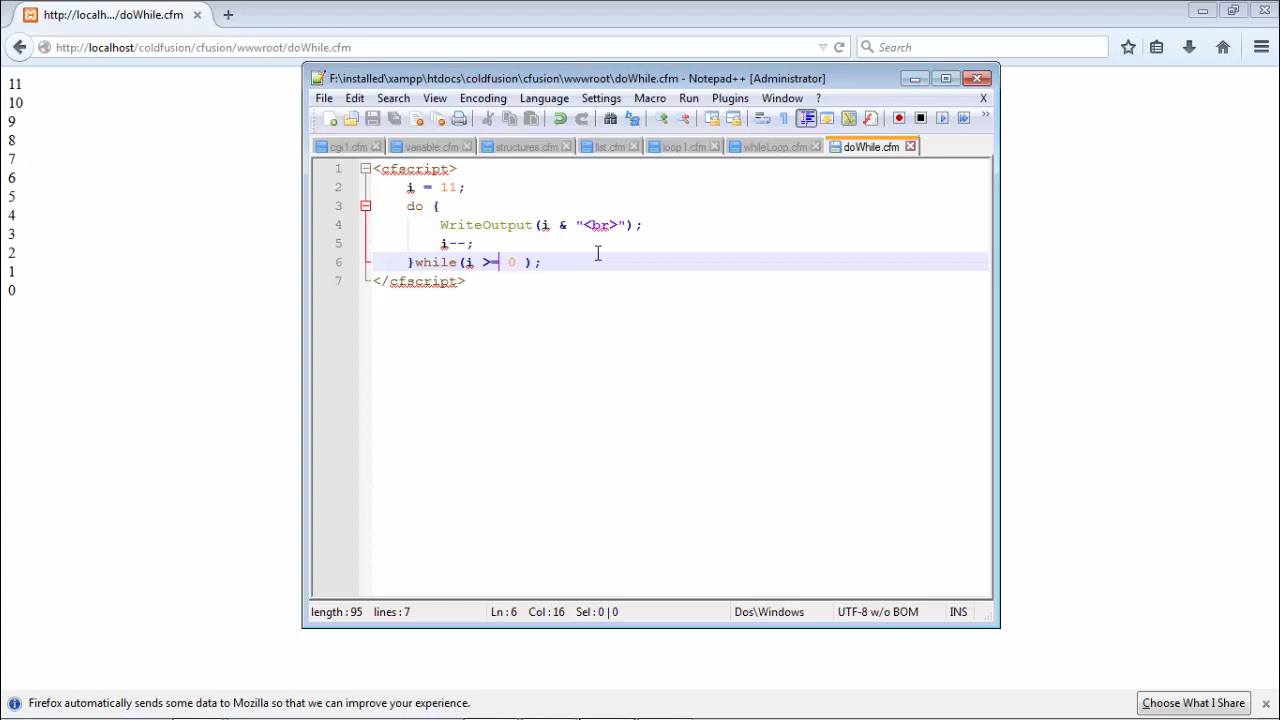 http://localh.../doWhile.cfm
http://localhost/coldfusion/cfusion/wwwroot/doWhile.cfm
Search
11
10
9
8
7
6
5
4
3
2
1
0
F:\installed\xampp\htdocs\coldfusion\cfusion\wwwroot\doWhile.cfm - Notepad++ [Administrator]
File Edit Search View Encoding Language Settings Macro Run Plugins Window ? X
cgi1.cfm variable.cfm structures.cfm list.cfm loop1.cfm whileLoop.cfm doWhile.cfm
1 <cfscript>
2 i = 11;
3 do {
4 WriteOutput(i & "<br>");
5 i--;
6 }while(i >= 0 );
7 </cfscript>
length : 95 lines : 7 Ln : 6 Col : 16 Sel : 0 | 0 Dos\Windows UTF-8 w/o BOM INS
Firefox automatically sends some data to Mozilla so that we can improve your experience.
Choose What I Share